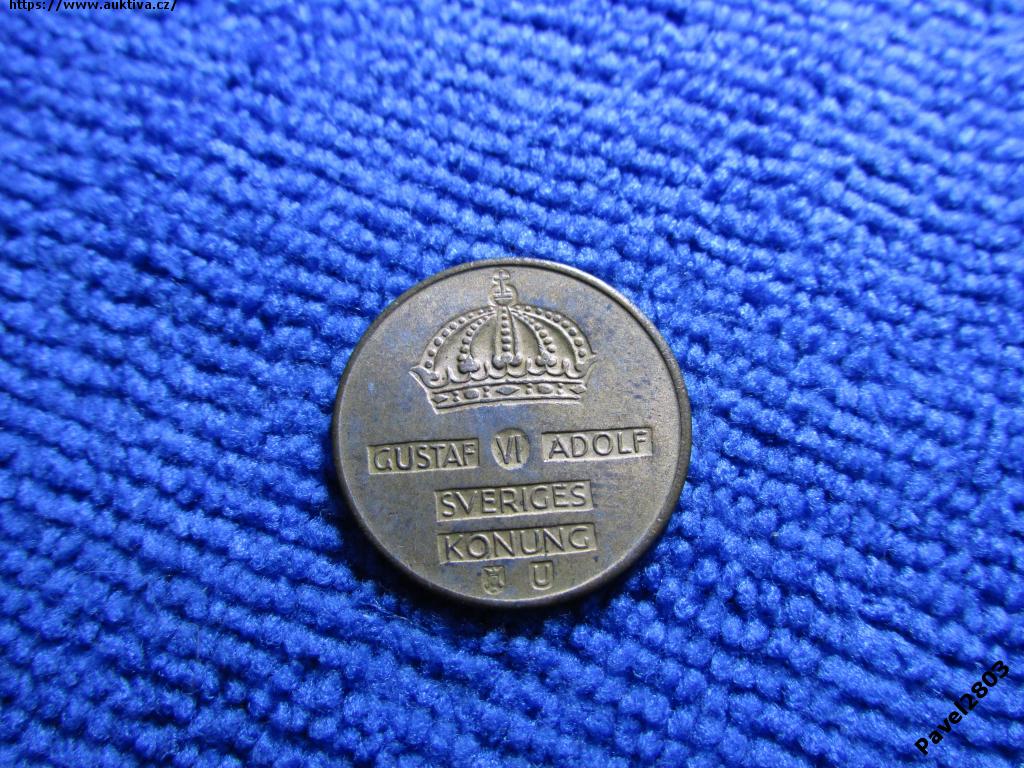 https://www.auktiva.cz/
GUSTAF VI ADOLF
SVERIGES
KONUNG
U
Pavel2803